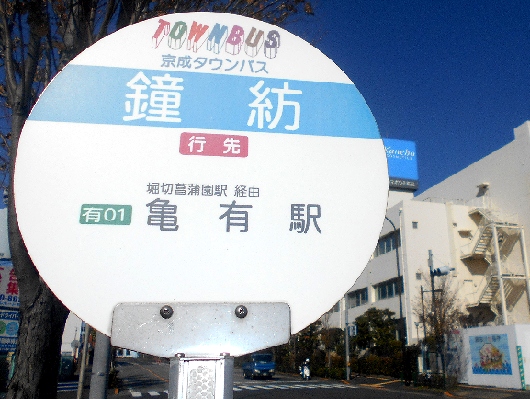 TOWNBUS
京成タウンバス
鐘紡
行先
堀切菖蒲園駅 経由
有01 亀有駅
Kanebo